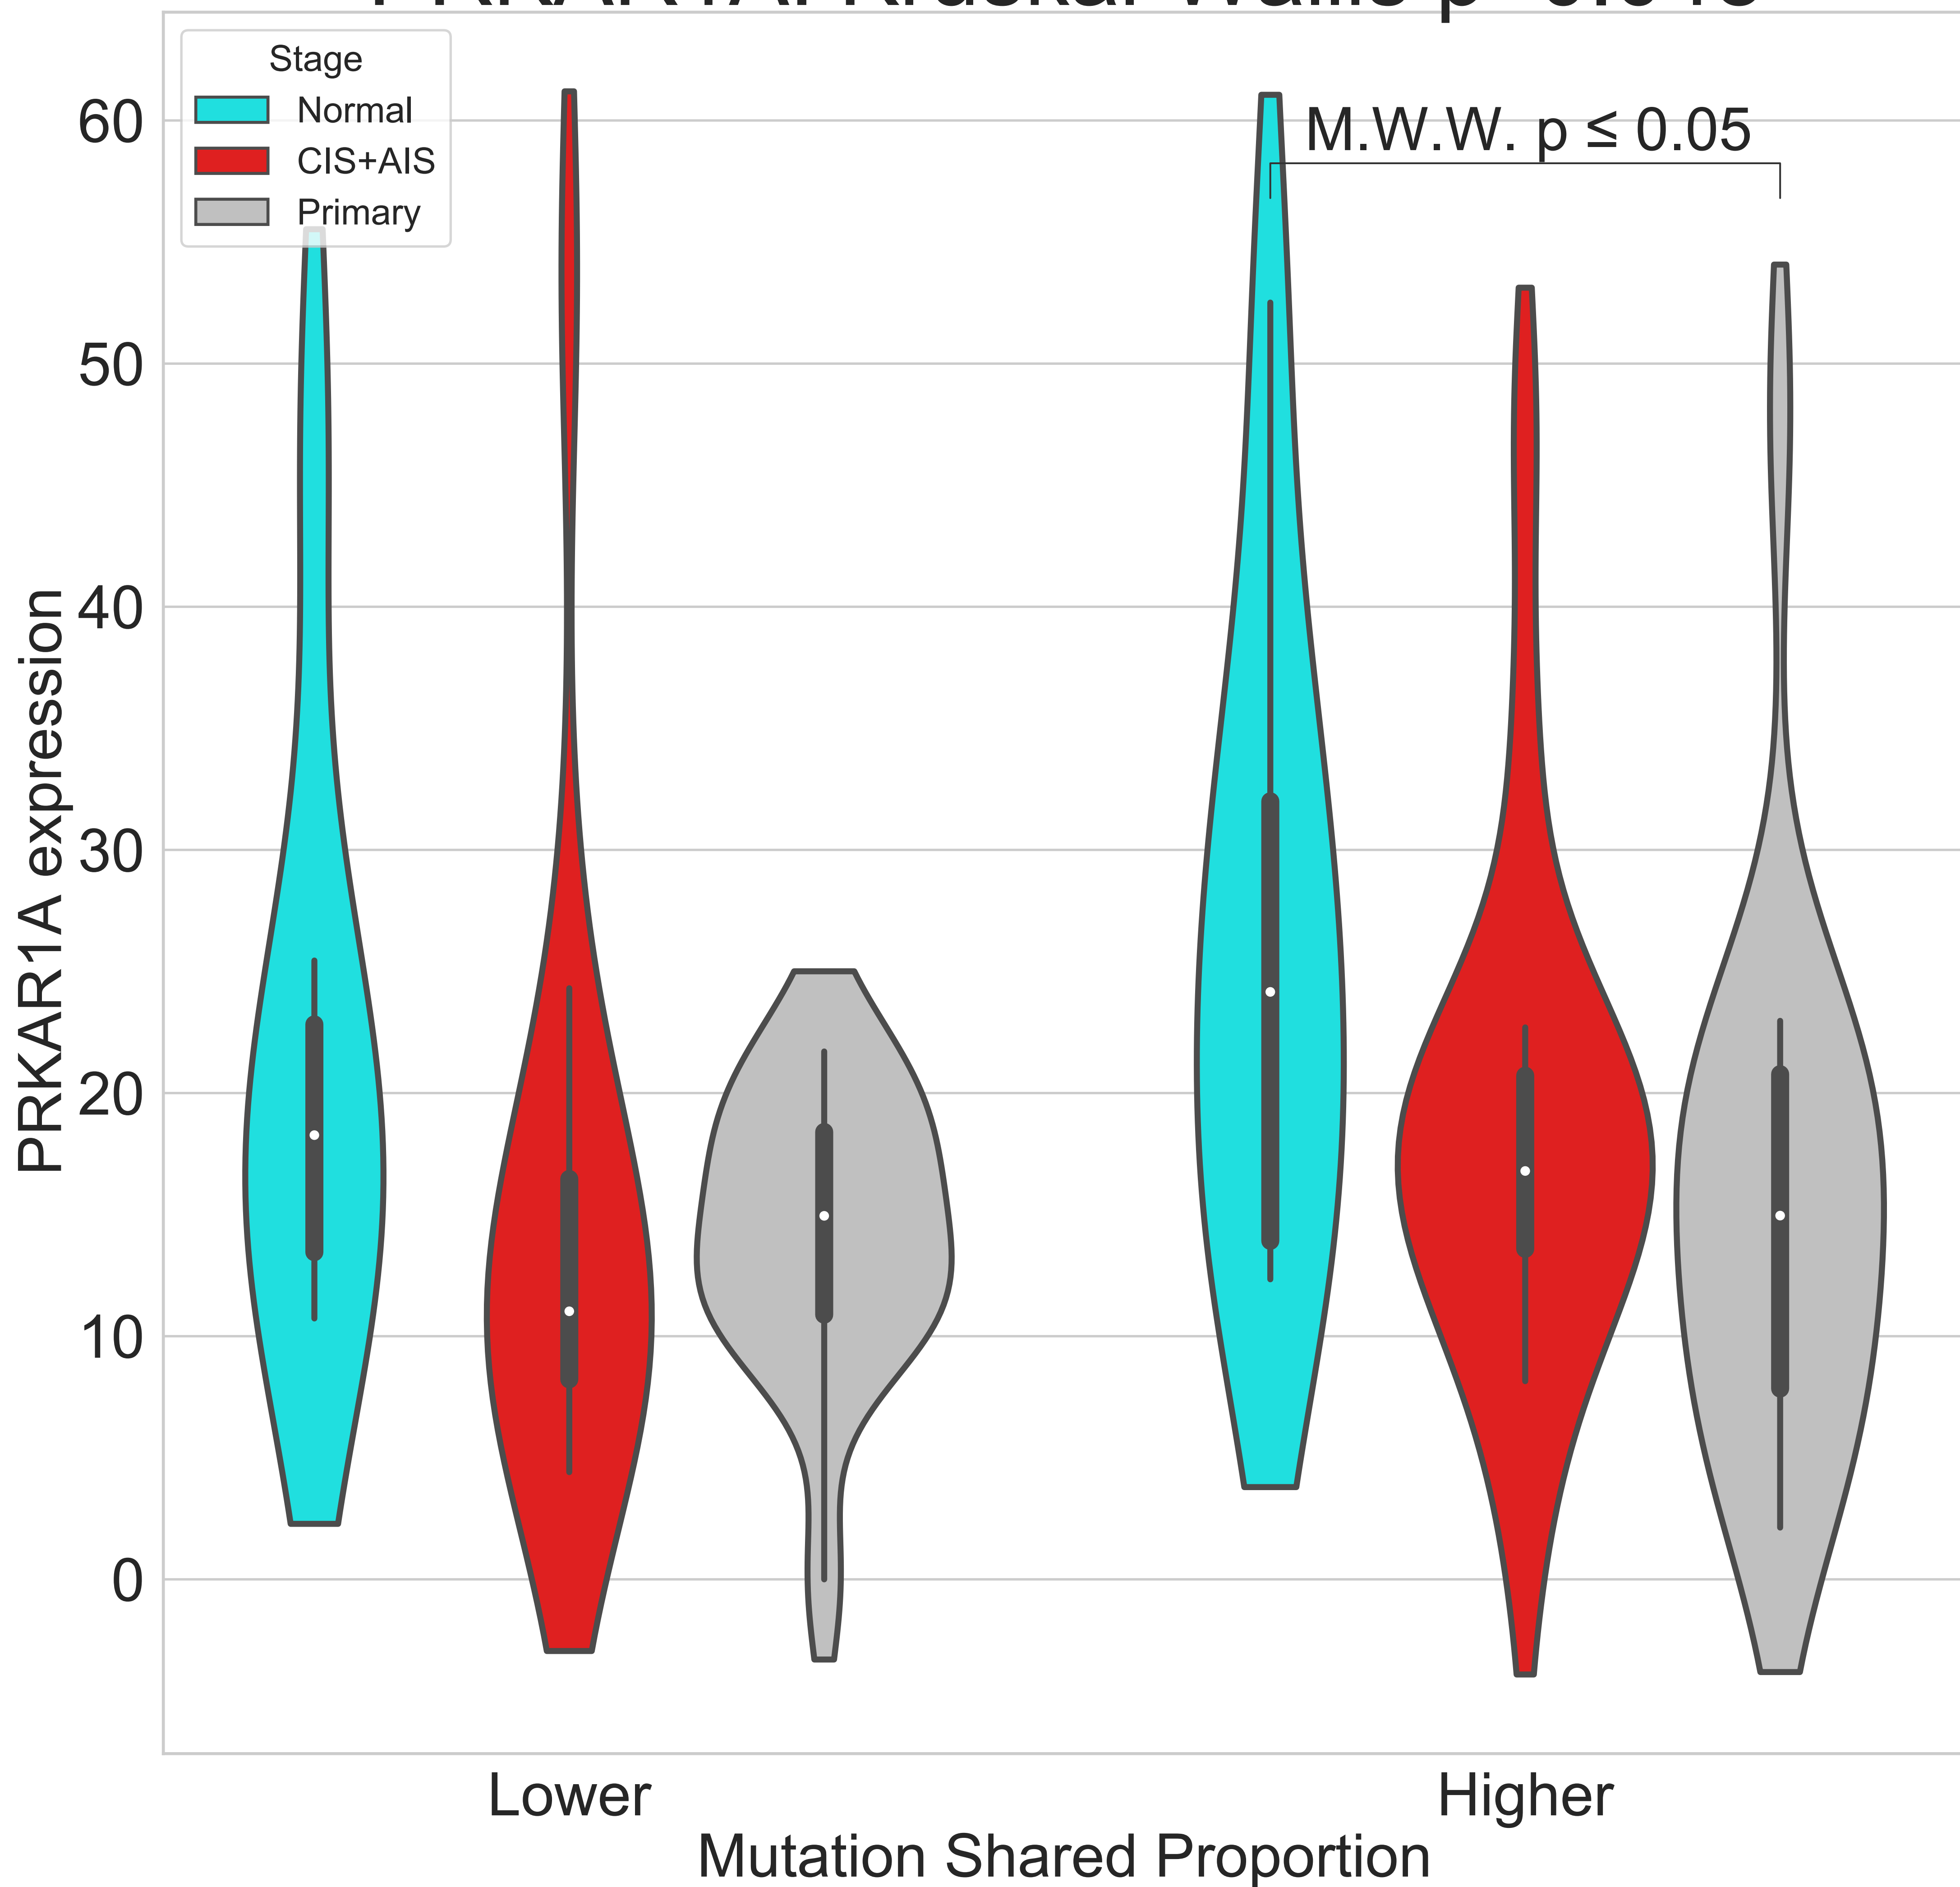 Stage
Normal
CIS+AIS
Primary
M.W.W. p ≤ 0.05
60
50
40
30
20
10
0
PRKAR1A expression
Lower
Higher
Mutation Shared Proportion